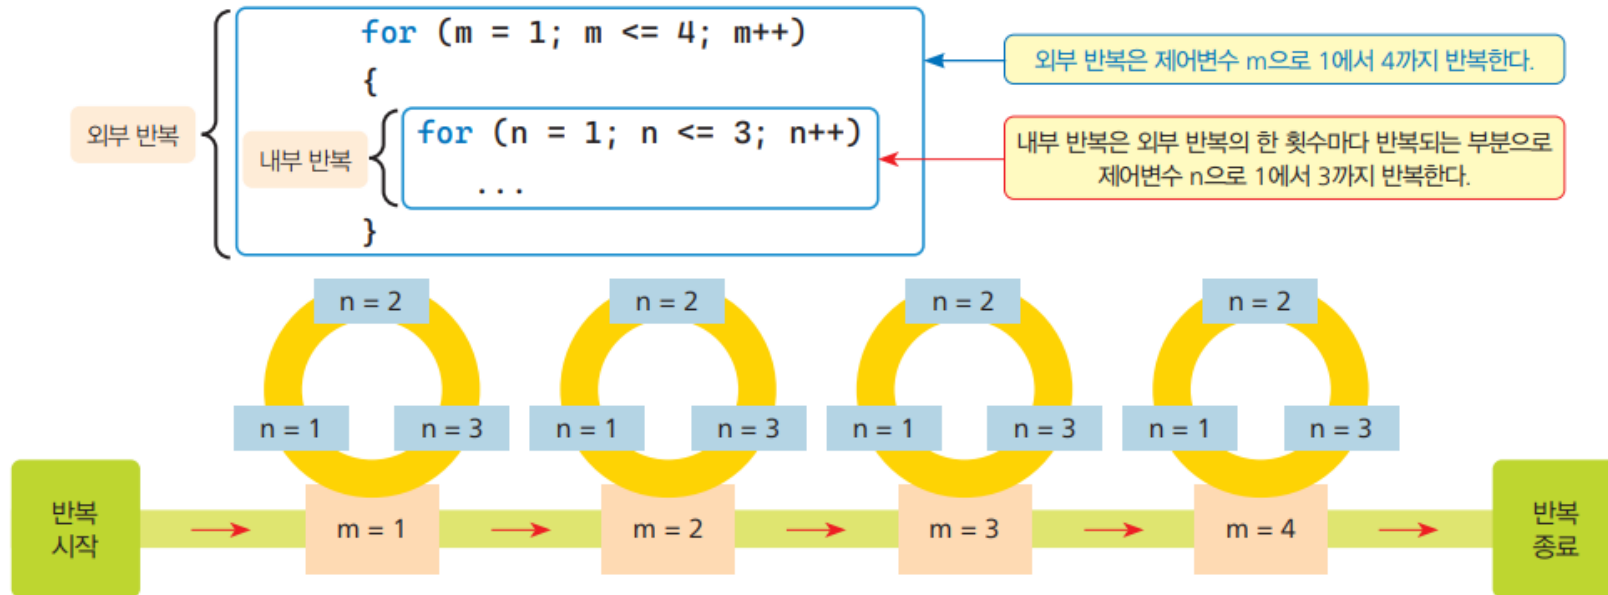 for (m = 1; m <= 4; m++)
{
외부 반복
내부 반복
for (n = 1; n <= 3; n++)
...
}
외부 반복은 제어변수 m으로 1에서 4까지 반복한다.
내부 반복은 외부 반복의 한 횟수마다 반복되는 부분으로
제어변수 n으로 1에서 3까지 반복한다.
n = 2
n = 2
n = 2
n = 2
n = 1
n = 3
n = 1
n = 3
n = 1
n = 3
n = 1
n = 3
반복
시작
m = 1
m = 2
m = 3
m = 4
반복
종료